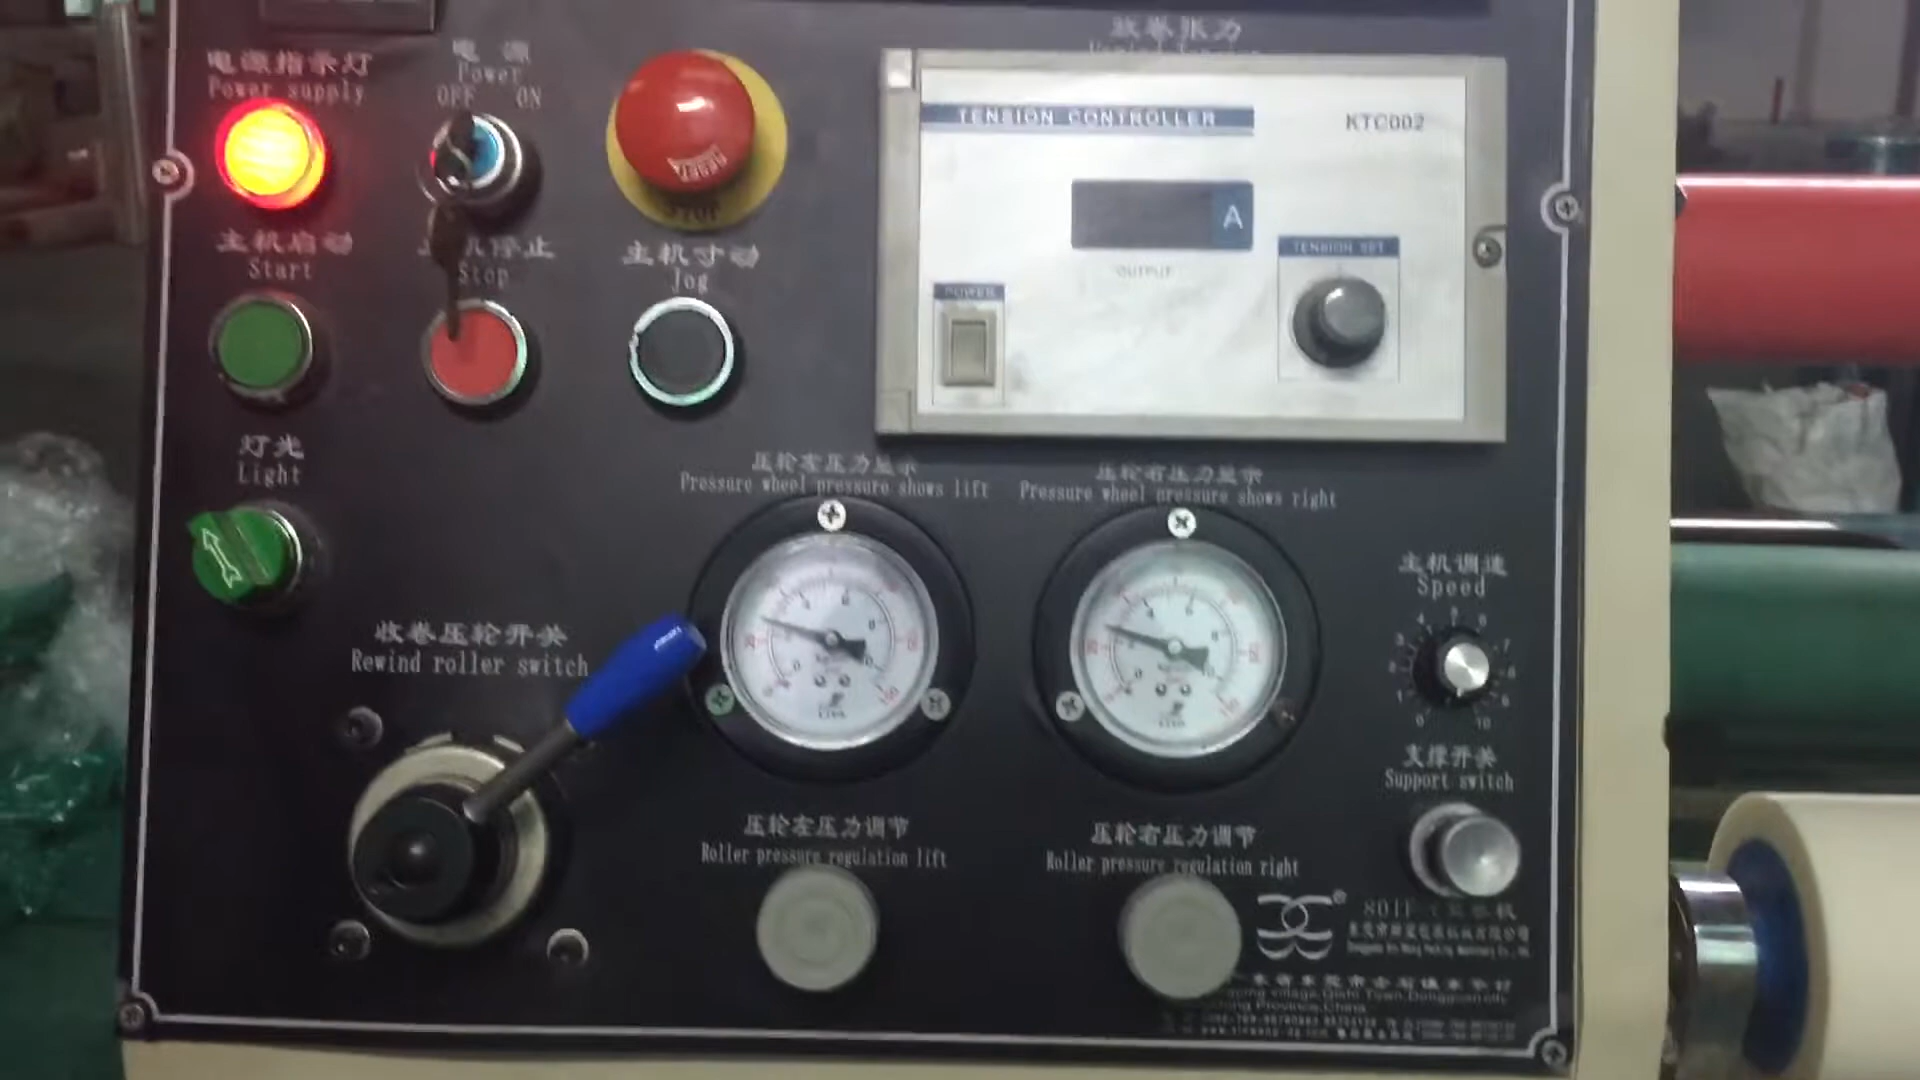 放卷张力
电源指示灯
Power supply
电 源
Power
OFF ON
TENSION CONTROLLER
KTC002
A
OUTPUT
TENSION SET
POWER
RESET
STOP
主机启动
Start
机停止
Stop
主机寸动
Jog
灯光
Light
压轮左压力显示
Pressure wheel pressure shows lift
压轮右压力显示
Pressure wheel pressure shows right
主机调速
Speed
收卷压轮开关
Rewind roller switch
支撑开关
Support switch
压轮左压力调节
Roller pressure regulation lift
压轮右压力调节
Roller pressure regulation right